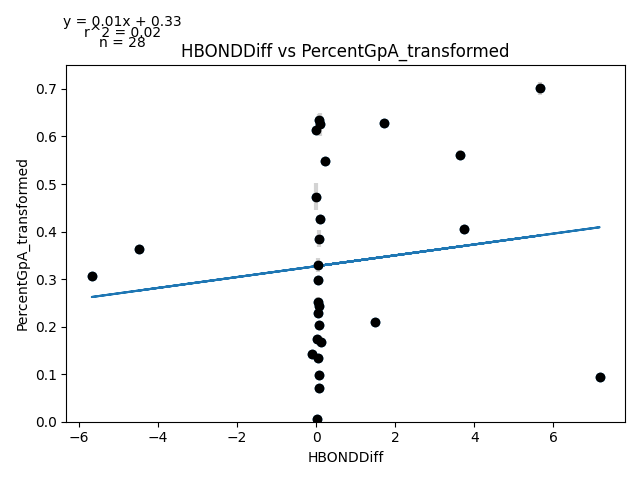 y = 0.01x + 0.33
r^2 = 0.02
n = 28
HBONDDiff vs PercentGpA_transformed
PercentGpA_transformed
0.7
0.6
0.5
0.4
0.3
0.2
0.1
0.0
−6
−4
−2
0
2
4
6
HBONDDiff